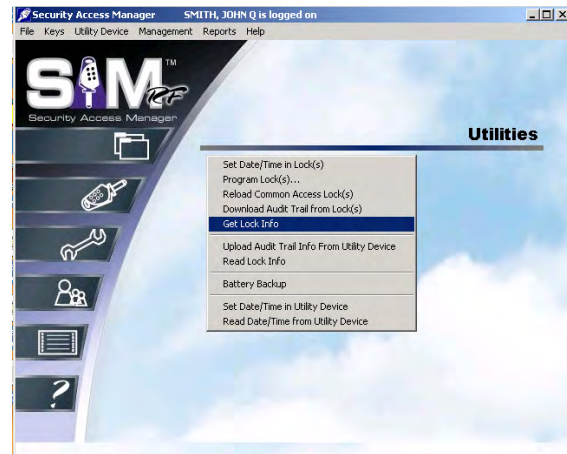 Security Access Manager SMITH, JOHN Q is logged on
File Keys Utility Device Management Reports Help
SAM TM
RF
Security Access Manager
Utilities
Set Date/Time in Lock(s)
Program Lock(s)...
Reload Common Access Lock(s)
Download Audit Trail from Lock(s)
Get Lock Info
Upload Audit Trail Info From Utility Device
Read Lock Info
Battery Backup
Set Date/Time in Utility Device
Read Date/Time from Utility Device
?